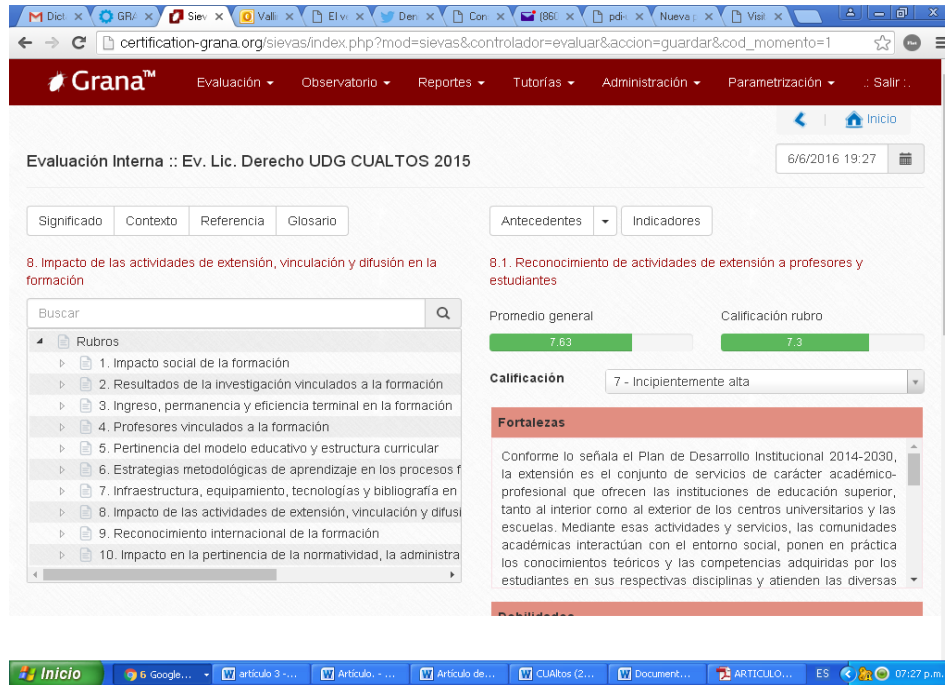 Dict
GRA
Siev
Valli
El v
Der
Con
(860
pdi-
Nueva p
Visit
certification-grana.org/sievas/index.php?mod=sievas&controlador=evaluar&accion=guardar&cod_momento=1
Grana™
Evaluación
Observatorio
Reportes
Tutorías
Administración
Parametrización
.: Salir :.
Inicio
Evaluación Interna :: Ev. Lic. Derecho UDG CUALTOS 2015
6/6/2016 19:27
Significado
Contexto
Referencia
Glosario
Antecedentes
Indicadores
8. Impacto de las actividades de extensión, vinculación y difusión en la
formación
Buscar
Rubros
1. Impacto social de la formación
2. Resultados de la investigación vinculados a la formación
3. Ingreso, permanencia y eficiencia terminal en la formación
4. Profesores vinculados a la formación
5. Pertinencia del modelo educativo y estructura curricular
6. Estrategias metodológicas de aprendizaje en los procesos f
7. Infraestructura, equipamiento, tecnologías y bibliografía en
8. Impacto de las actividades de extensión, vinculación y difusi
9. Reconocimiento internacional de la formación
10. Impacto en la pertinencia de la normatividad, la administra
8.1. Reconocimiento de actividades de extensión a profesores y
estudiantes
Promedio general
Calificación rubro
7.63
7.3
Calificación
7 - Incipientemente alta
Fortalezas
Conforme lo señala el Plan de Desarrollo Institucional 2014-2030,
la extensión es el conjunto de servicios de carácter académico-
profesional que ofrecen las instituciones de educación superior,
tanto al interior como al exterior de los centros universitarios y las
escuelas. Mediante esas actividades y servicios, las comunidades
académicas interactúan con el entorno social, ponen en práctica
los conocimientos teóricos y las competencias adquiridas por los
estudiantes en sus respectivas disciplinas y atienden las diversas
Debilidades
Inicio
6 Google...
artículo 3 -...
Artículo. - ...
Artículo de...
CUAltos (2...
Document...
ARTICULO...
ES
07:27 p.m.